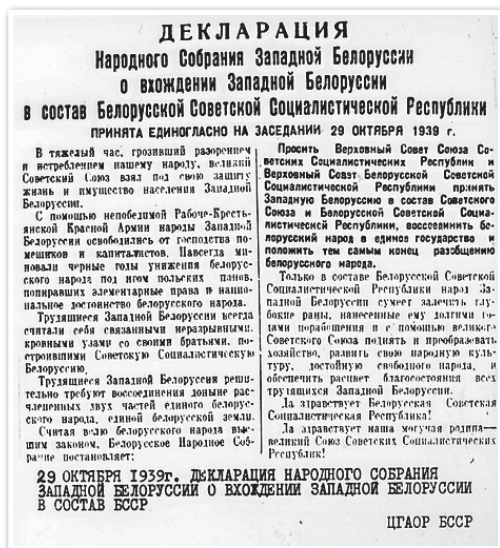 ДЕКЛАРАЦИЯ
Народного Собрания Западной Белоруссии
о вхождении Западной Белоруссии
в состав Белорусской Советской Социалистической Республики
ПРИНЯТА ЕДИНОГЛАСНО НА ЗАСЕДАНИИ 29 ОКТЯБРЯ 1939 г.
В тяжелый час, грозивший разорением
и истреблением нашему народу, великий
Советский Союз взял под свою защиту
жизнь и имущество населения Западной
Белоруссии.
С помощью непобедимой Рабоче-Кресть-
янской Красной Армии народы Западной
Белоруссии освободились от господства по-
мещиков и капиталистов. Навсегда ми-
новали черные годы унижения белорус-
ского народа под игом польских панов,
попиравших элементарные права и нацио-
нальное достоинство белорусского народа.
Трудящиеся Западной Белоруссии всегда
считали себя связанными неразрывными,
кровными узами со своими братьями, по-
строившими Советскую Социалистическую
Белоруссию.
Трудящиеся Западной Белоруссии реши-
тельно требуют воссоединения доныне рас-
члененных двух частей единого белорус-
ского народа, единой белорусской земли.
Считая волю белорусского народа выс-
шим законом, Белорусское Народное Соб-
рание постановляет:
Просить Верховный Совет Союза Со-
ветских Социалистических Республик и
Верховный Совет Белорусской Советской
Социалистической Республики принять
Западную Белоруссию в состав Советского
Союза и Белорусской Советской Социа-
листической Республики, воссоединить бе-
лорусский народ в единое государство и
положить тем самым конец разобщению
белорусского народа.
Только в составе Белорусской Советской
Социалистической Республики народ За-
падной Белоруссии сумеет залечить глу-
бокие раны, нанесенные ему долгими го-
дами порабощения и с помощью великого
Советского Союза поднять и преобразовать
хозяйство, развить свою народную куль-
туру, достойную свободного народа, и
обеспечить расцвет благосостояния всех
трудящихся Западной Белоруссии.
Да здравствует Белорусская Советская
Социалистическая Республика!
Да здравствует наша могучая родина—
великий Союз Советских Социалистических
Республик!
29 ОКТЯБРЯ 1939г. ДЕКЛАРАЦИЯ НАРОДНОГО СОБРАНИЯ
ЗАПАДНОЙ БЕЛОРУССИИ О ВХОЖДЕНИИ ЗАПАДНОЙ БЕЛОРУССИИ
В СОСТАВ БССР
ЦГАОР БССР